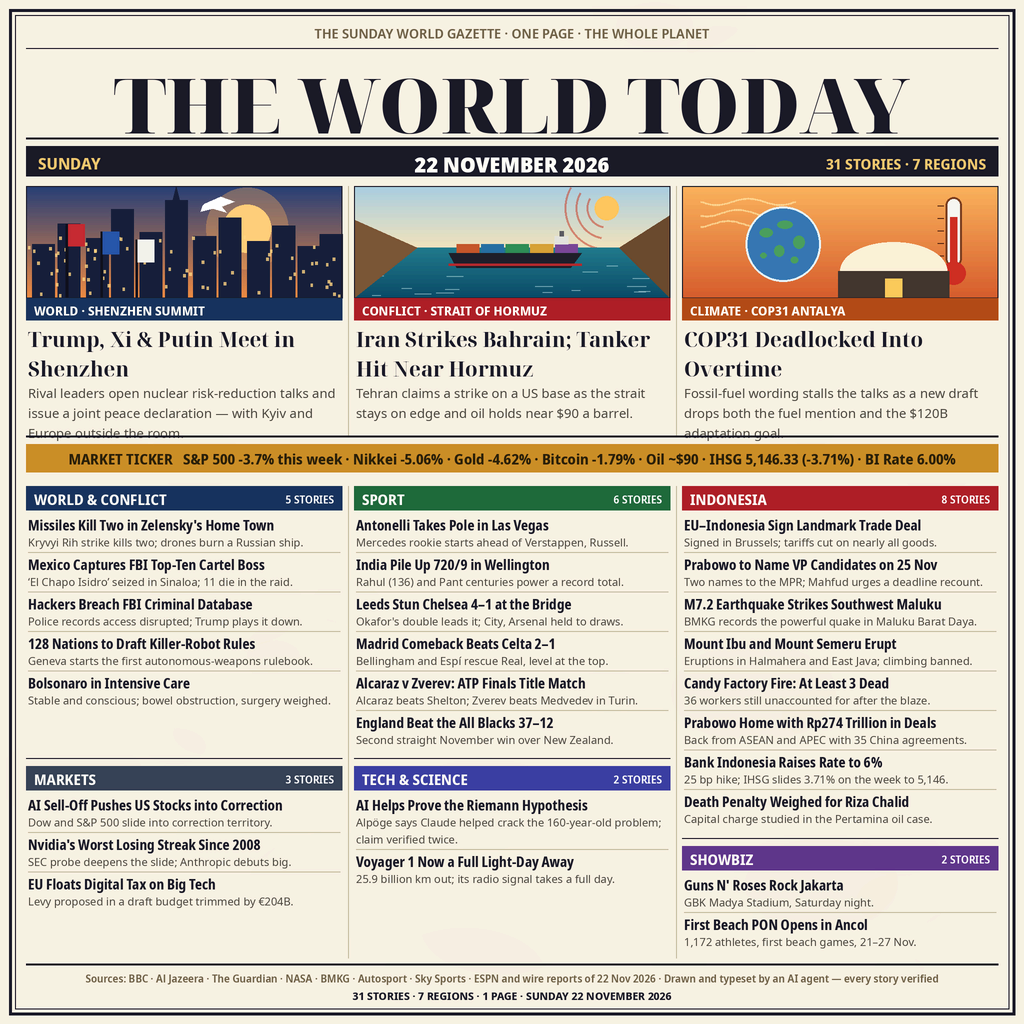 THE SUNDAY WORLD GAZETTE · ONE PAGE · THE WHOLE PLANET
THE WORLD TODAY
SUNDAY
22 NOVEMBER 2026
31 STORIES · 7 REGIONS
WORLD · SHENZHEN SUMMIT
Trump, Xi & Putin Meet in
Shenzhen
Rival leaders open nuclear risk-reduction talks and
issue a joint peace declaration — with Kyiv and
Europe outside the room.
CONFLICT · STRAIT OF HORMUZ
Iran Strikes Bahrain; Tanker
Hit Near Hormuz
Tehran claims a strike on a US base as the strait
stays on edge and oil holds near $90 a barrel.
CLIMATE · COP31 ANTALYA
COP31 Deadlocked Into
Overtime
Fossil-fuel wording stalls the talks as a new draft
drops both the fuel mention and the $120B
adaptation goal.
MARKET TICKER S&P 500 -3.7% this week · Nikkei -5.06% · Gold -4.62% · Bitcoin -1.79% · Oil ~$90 · IHSG 5,146.33 (-3.71%) · BI Rate 6.00%
WORLD & CONFLICT
5 STORIES
Missiles Kill Two in Zelensky's Home Town
Kryvyi Rih strike kills two; drones burn a Russian ship.
Mexico Captures FBI Top-Ten Cartel Boss
‘El Chapo Isidro’ seized in Sinaloa; 11 die in the raid.
Hackers Breach FBI Criminal Database
Police records access disrupted; Trump plays it down.
128 Nations to Draft Killer-Robot Rules
Geneva starts the first autonomous-weapons rulebook.
Bolsonaro in Intensive Care
Stable and conscious; bowel obstruction, surgery weighed.
MARKETS
3 STORIES
AI Sell-Off Pushes US Stocks into Correction
Dow and S&P 500 slide into correction territory.
Nvidia's Worst Losing Streak Since 2008
SEC probe deepens the slide; Anthropic debuts big.
EU Floats Digital Tax on Big Tech
Levy proposed in a draft budget trimmed by €204B.
SPORT
6 STORIES
Antonelli Takes Pole in Las Vegas
Mercedes rookie starts ahead of Verstappen, Russell.
India Pile Up 720/9 in Wellington
Rahul (136) and Pant centuries power a record total.
Leeds Stun Chelsea 4–1 at the Bridge
Okafor's double leads it; City, Arsenal held to draws.
Madrid Comeback Beats Celta 2–1
Bellingham and Espí rescue Real, level at the top.
Alcaraz v Zverev: ATP Finals Title Match
Alcaraz beats Shelton; Zverev beats Medvedev in Turin.
England Beat the All Blacks 37–12
Second straight November win over New Zealand.
TECH & SCIENCE
2 STORIES
AI Helps Prove the Riemann Hypothesis
Alpöge says Claude helped crack the 160-year-old problem;
claim verified twice.
Voyager 1 Now a Full Light-Day Away
25.9 billion km out; its radio signal takes a full day.
INDONESIA
8 STORIES
EU–Indonesia Sign Landmark Trade Deal
Signed in Brussels; tariffs cut on nearly all goods.
Prabowo to Name VP Candidates on 25 Nov
Two names to the MPR; Mahfud urges a deadline recount.
M7.2 Earthquake Strikes Southwest Maluku
BMKG records the powerful quake in Maluku Barat Daya.
Mount Ibu and Mount Semeru Erupt
Eruptions in Halmahera and East Java; climbing banned.
Candy Factory Fire: At Least 3 Dead
36 workers still unaccounted for after the blaze.
Prabowo Home with Rp274 Trillion in Deals
Back from ASEAN and APEC with 35 China agreements.
Bank Indonesia Raises Rate to 6%
25 bp hike; IHSG slides 3.71% on the week to 5,146.
Death Penalty Weighed for Riza Chalid
Capital charge studied in the Pertamina oil case.
SHOWBIZ
2 STORIES
Guns N' Roses Rock Jakarta
GBK Madya Stadium, Saturday night.
First Beach PON Opens in Ancol
1,172 athletes, first beach games, 21–27 Nov.
Sources: BBC · Al Jazeera · The Guardian · NASA · BMKG · Autosport · Sky Sports · ESPN and wire reports of 22 Nov 2026 · Drawn and typeset by an AI agent — every story verified
31 STORIES · 7 REGIONS · 1 PAGE · SUNDAY 22 NOVEMBER 2026